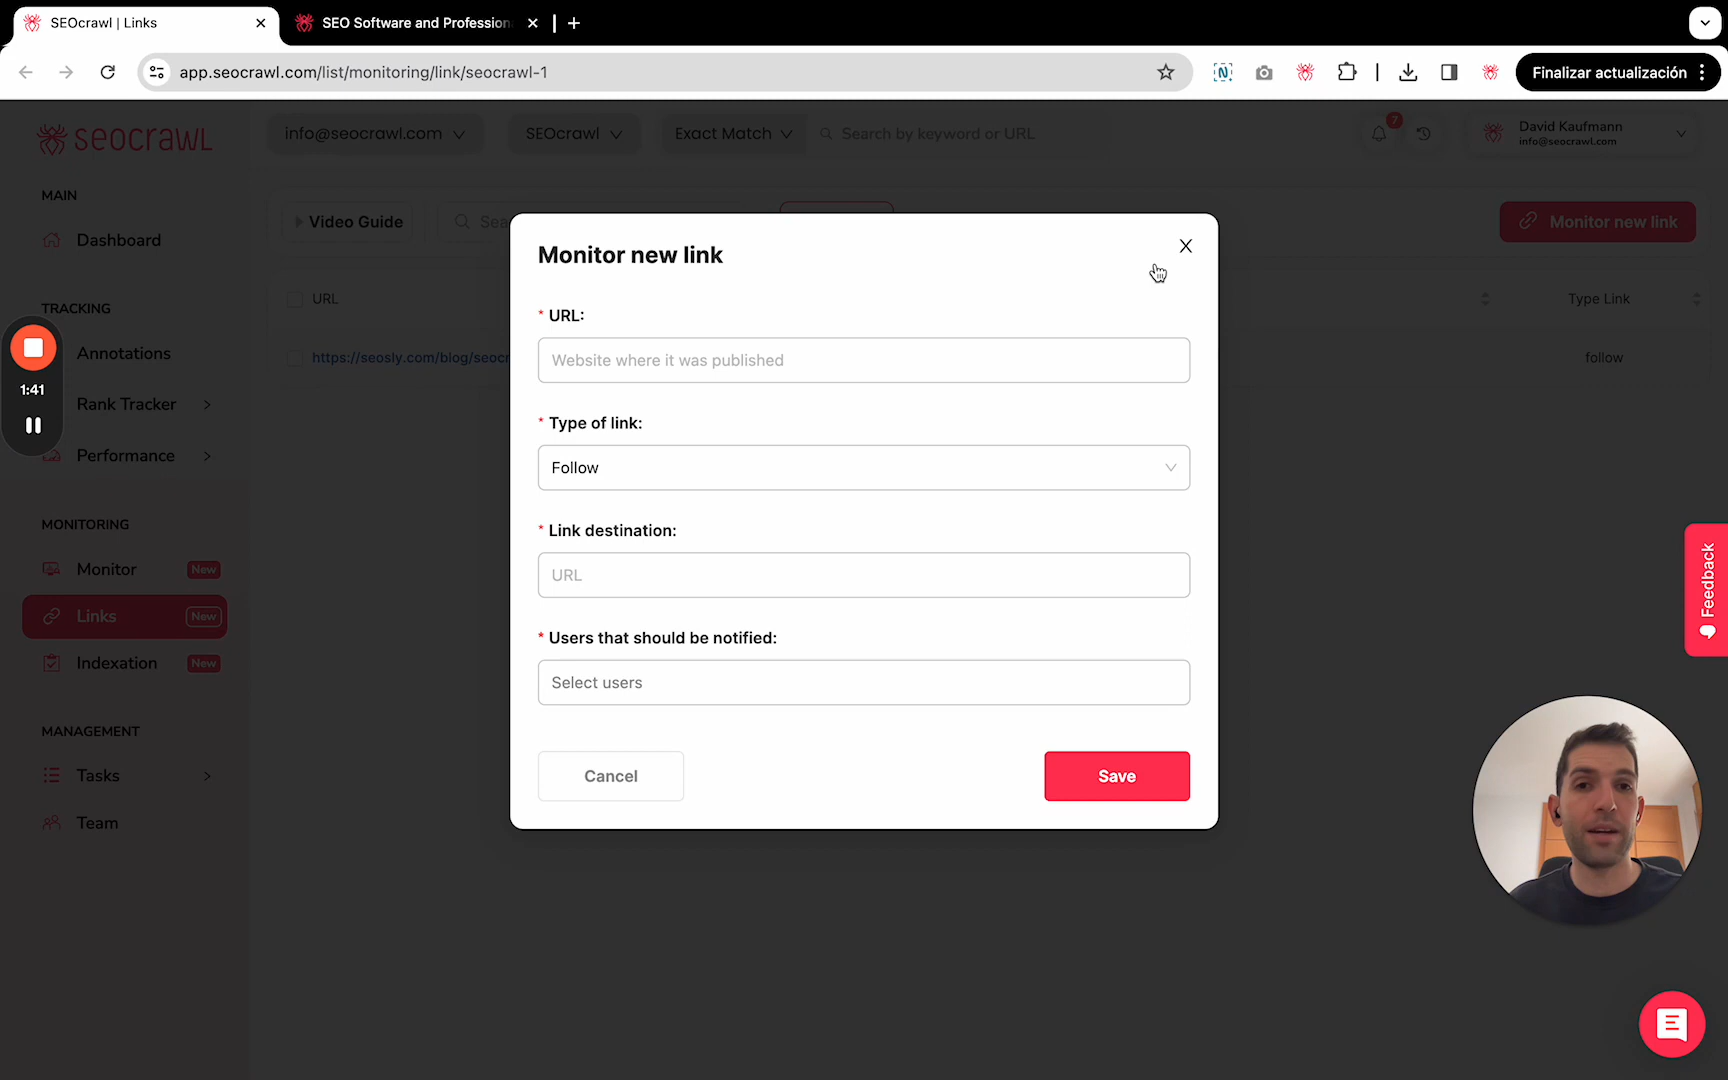 SEOcrawl | Links
SEO Software and Profession
app.seocrawl.com/list/monitoring/link/seocrawl-1
Finalizar actualización
seocrawl
info@seocrawl.com
SEOcrawl
Exact Match
Search by keyword or URL
7
David Kaufmann
info@seocrawl.com
MAIN
Dashboard
TRACKING
Annotations
Rank Tracker
Performance
MONITORING
Monitor New
Links New
Indexation New
MANAGEMENT
Tasks
Team
1:41
Video Guide
Sea
Monitor new link
URL
Type Link
https://seosly.com/blog/seocr
follow
Monitor new link
* URL:
Website where it was published
* Type of link:
Follow
* Link destination:
URL
* Users that should be notified:
Select users
Cancel
Save
Feedback